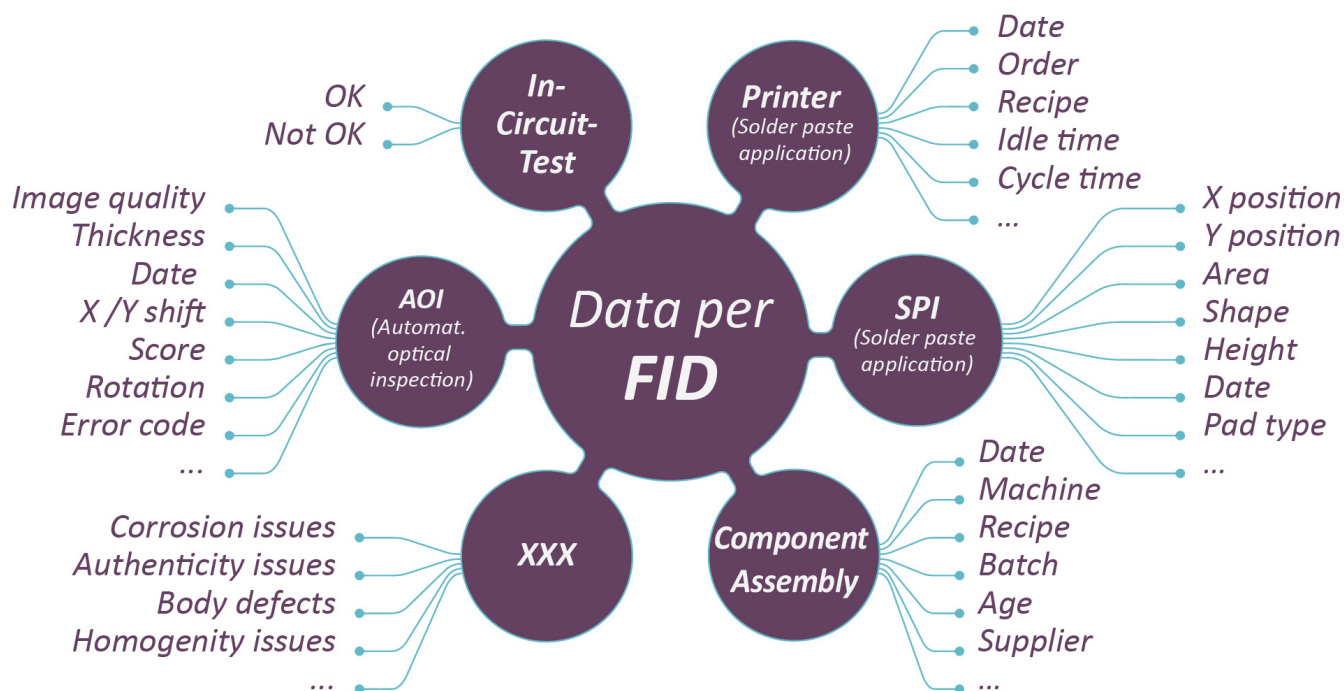 Data per
FID
In-
Circuit-
Test
OK
Not OK
Printer
(Solder paste
application)
Date
Order
Recipe
Idle time
Cycle time
...
SPI
(Solder paste
application)
X position
Y position
Area
Shape
Height
Date
Pad type
...
Component
Assembly
Date
Machine
Recipe
Batch
Age
Supplier
...
XXX
Corrosion issues
Authenticity issues
Body defects
Homogenity issues
...
AOI
(Automat.
optical
inspection)
Image quality
Thickness
Date
X /Y shift
Score
Rotation
Error code
...